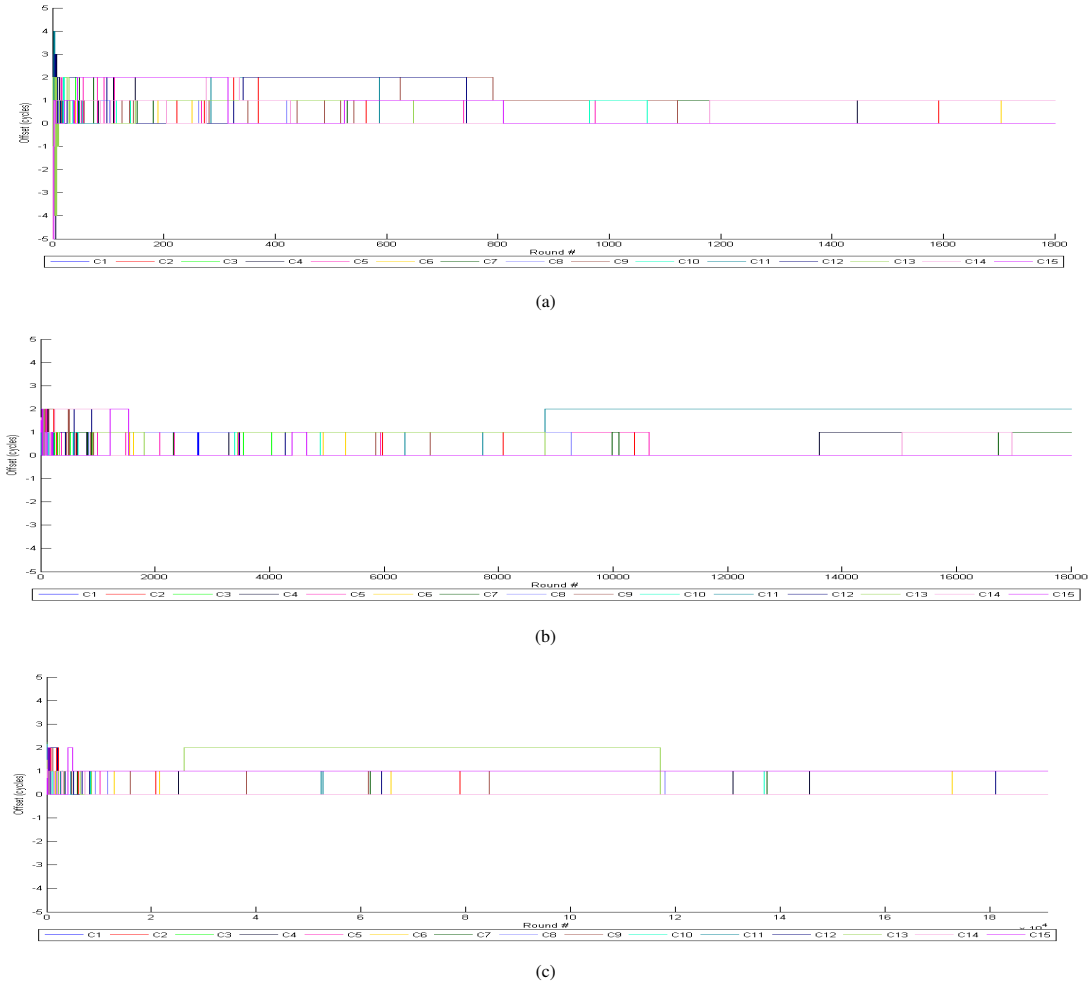 5
4
3
2
1
0
-1
-2
-3
-4
-5
Offset (cycles)
0 200 400 600 800 1000 1200 1400 1600 1800
Round #
C1 C2 C3 C4 C5 C6 C7 C8 C9 C10 C11 C12 C13 C14 C15
(a)
5
4
3
2
1
0
-1
-2
-3
-4
-5
Offset (cycles)
0 2000 4000 6000 8000 10000 12000 14000 16000 18000
Round #
C1 C2 C3 C4 C5 C6 C7 C8 C9 C10 C11 C12 C13 C14 C15
(b)
5
4
3
2
1
0
-1
-2
-3
-4
-5
Offset (cycles)
0 2 4 6 8 10 12 14 16 18
Round #
× 10^4
C1 C2 C3 C4 C5 C6 C7 C8 C9 C10 C11 C12 C13 C14 C15
(c)